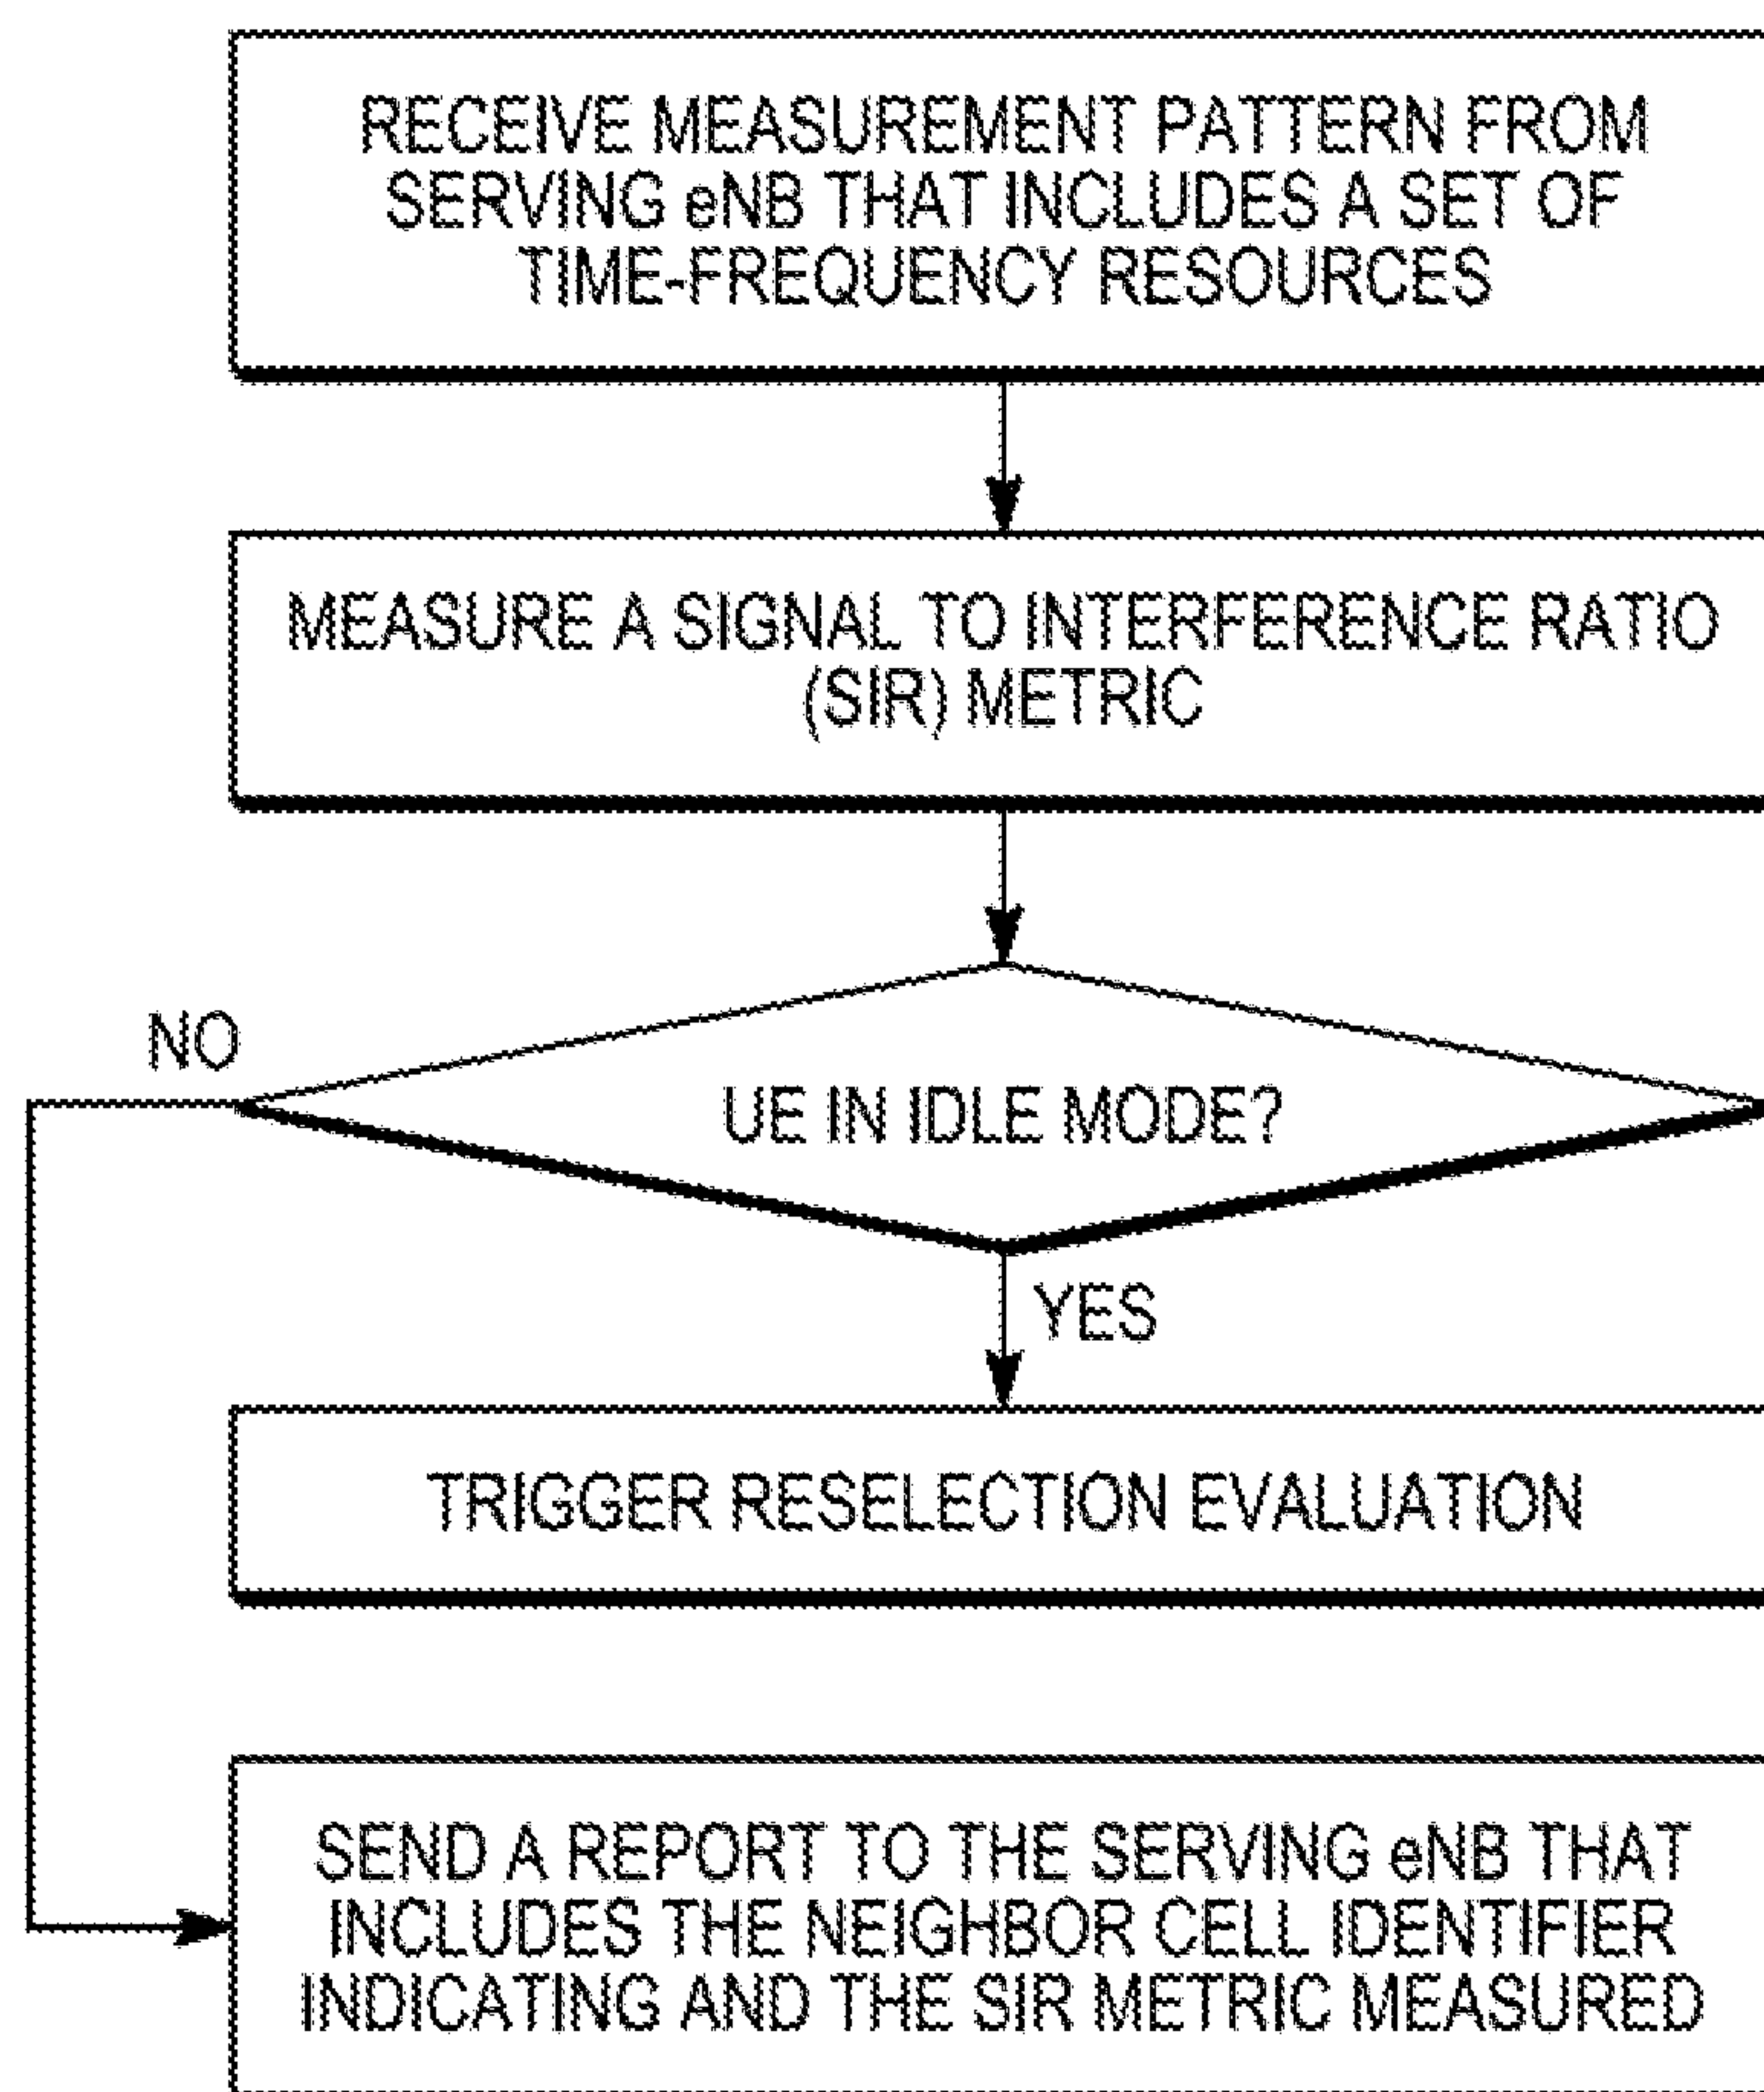 RECEIVE MEASUREMENT PATTERN FROM
SERVING eNB THAT INCLUDES A SET OF
TIME-FREQUENCY RESOURCES
MEASURE A SIGNAL TO INTERFERENCE RATIO
(SIR) METRIC
NO
UE IN IDLE MODE?
YES
TRIGGER RESELECTION EVALUATION
SEND A REPORT TO THE SERVING eNB THAT
INCLUDES THE NEIGHBOR CELL IDENTIFIER
INDICATING AND THE SIR METRIC MEASURED